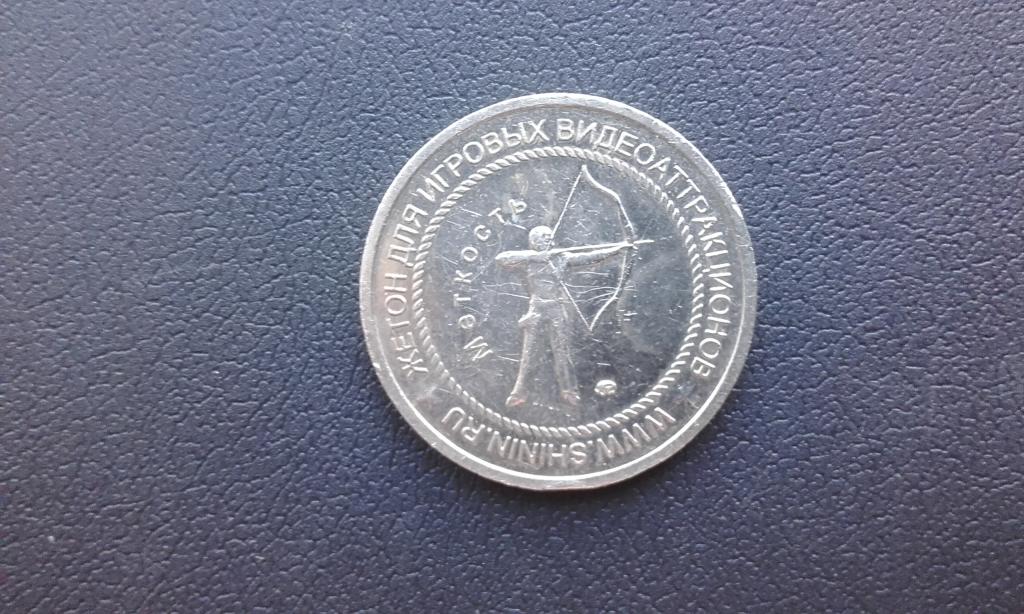 ЖЕТОН ДЛЯ ИГРОВЫХ ВИДЕОАТТРАКЦИОНОВ
WWW.SHININ.RU
Меткость